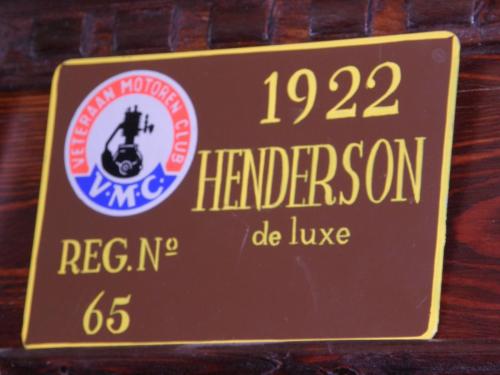 VETERAAN MOTOREN CLUB
V.M.C.
1922
HENDERSON
de luxe
REG. Nº
65